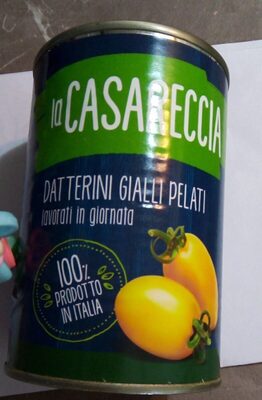 la CASARECCIA
DATTERINI GIALLI PELATI
lavorati in giornata
100%
PRODOTTO
IN ITALIA